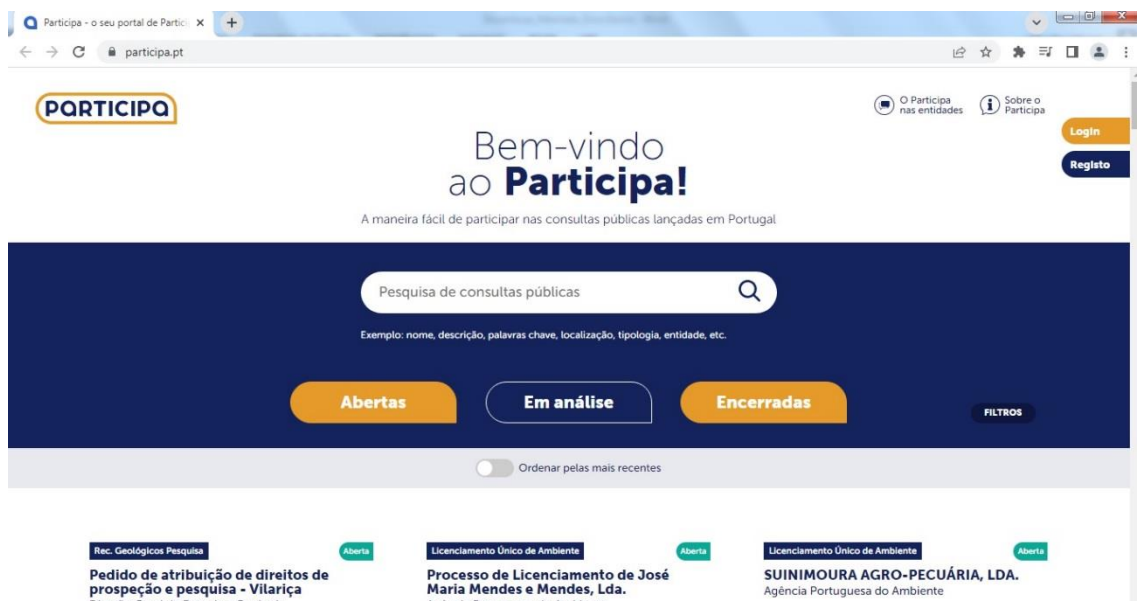 Participa - o seu portal de Partici
participa.pt
PARTICIPA
O Participa
nas entidades
Sobre o
Participa
Login
Registo
Bem-vindo
ao Participa!
A maneira fácil de participar nas consultas públicas lançadas em Portugal
Pesquisa de consultas públicas
Exemplo: nome, descrição, palavras chave, localização, tipologia, entidade, etc.
Abertas
Em análise
Encerradas
FILTROS
Ordenar pelas mais recentes
Rec. Geológicos Pesquisa
Aberta
Pedido de atribuição de direitos de
prospeção e pesquisa - Vilariça
Licenciamento Único de Ambiente
Aberta
Processo de Licenciamento de José
Maria Mendes e Mendes, Lda.
Licenciamento Único de Ambiente
Aberta
SUINIMOURA AGRO-PECUÁRIA, LDA.
Agência Portuguesa do Ambiente